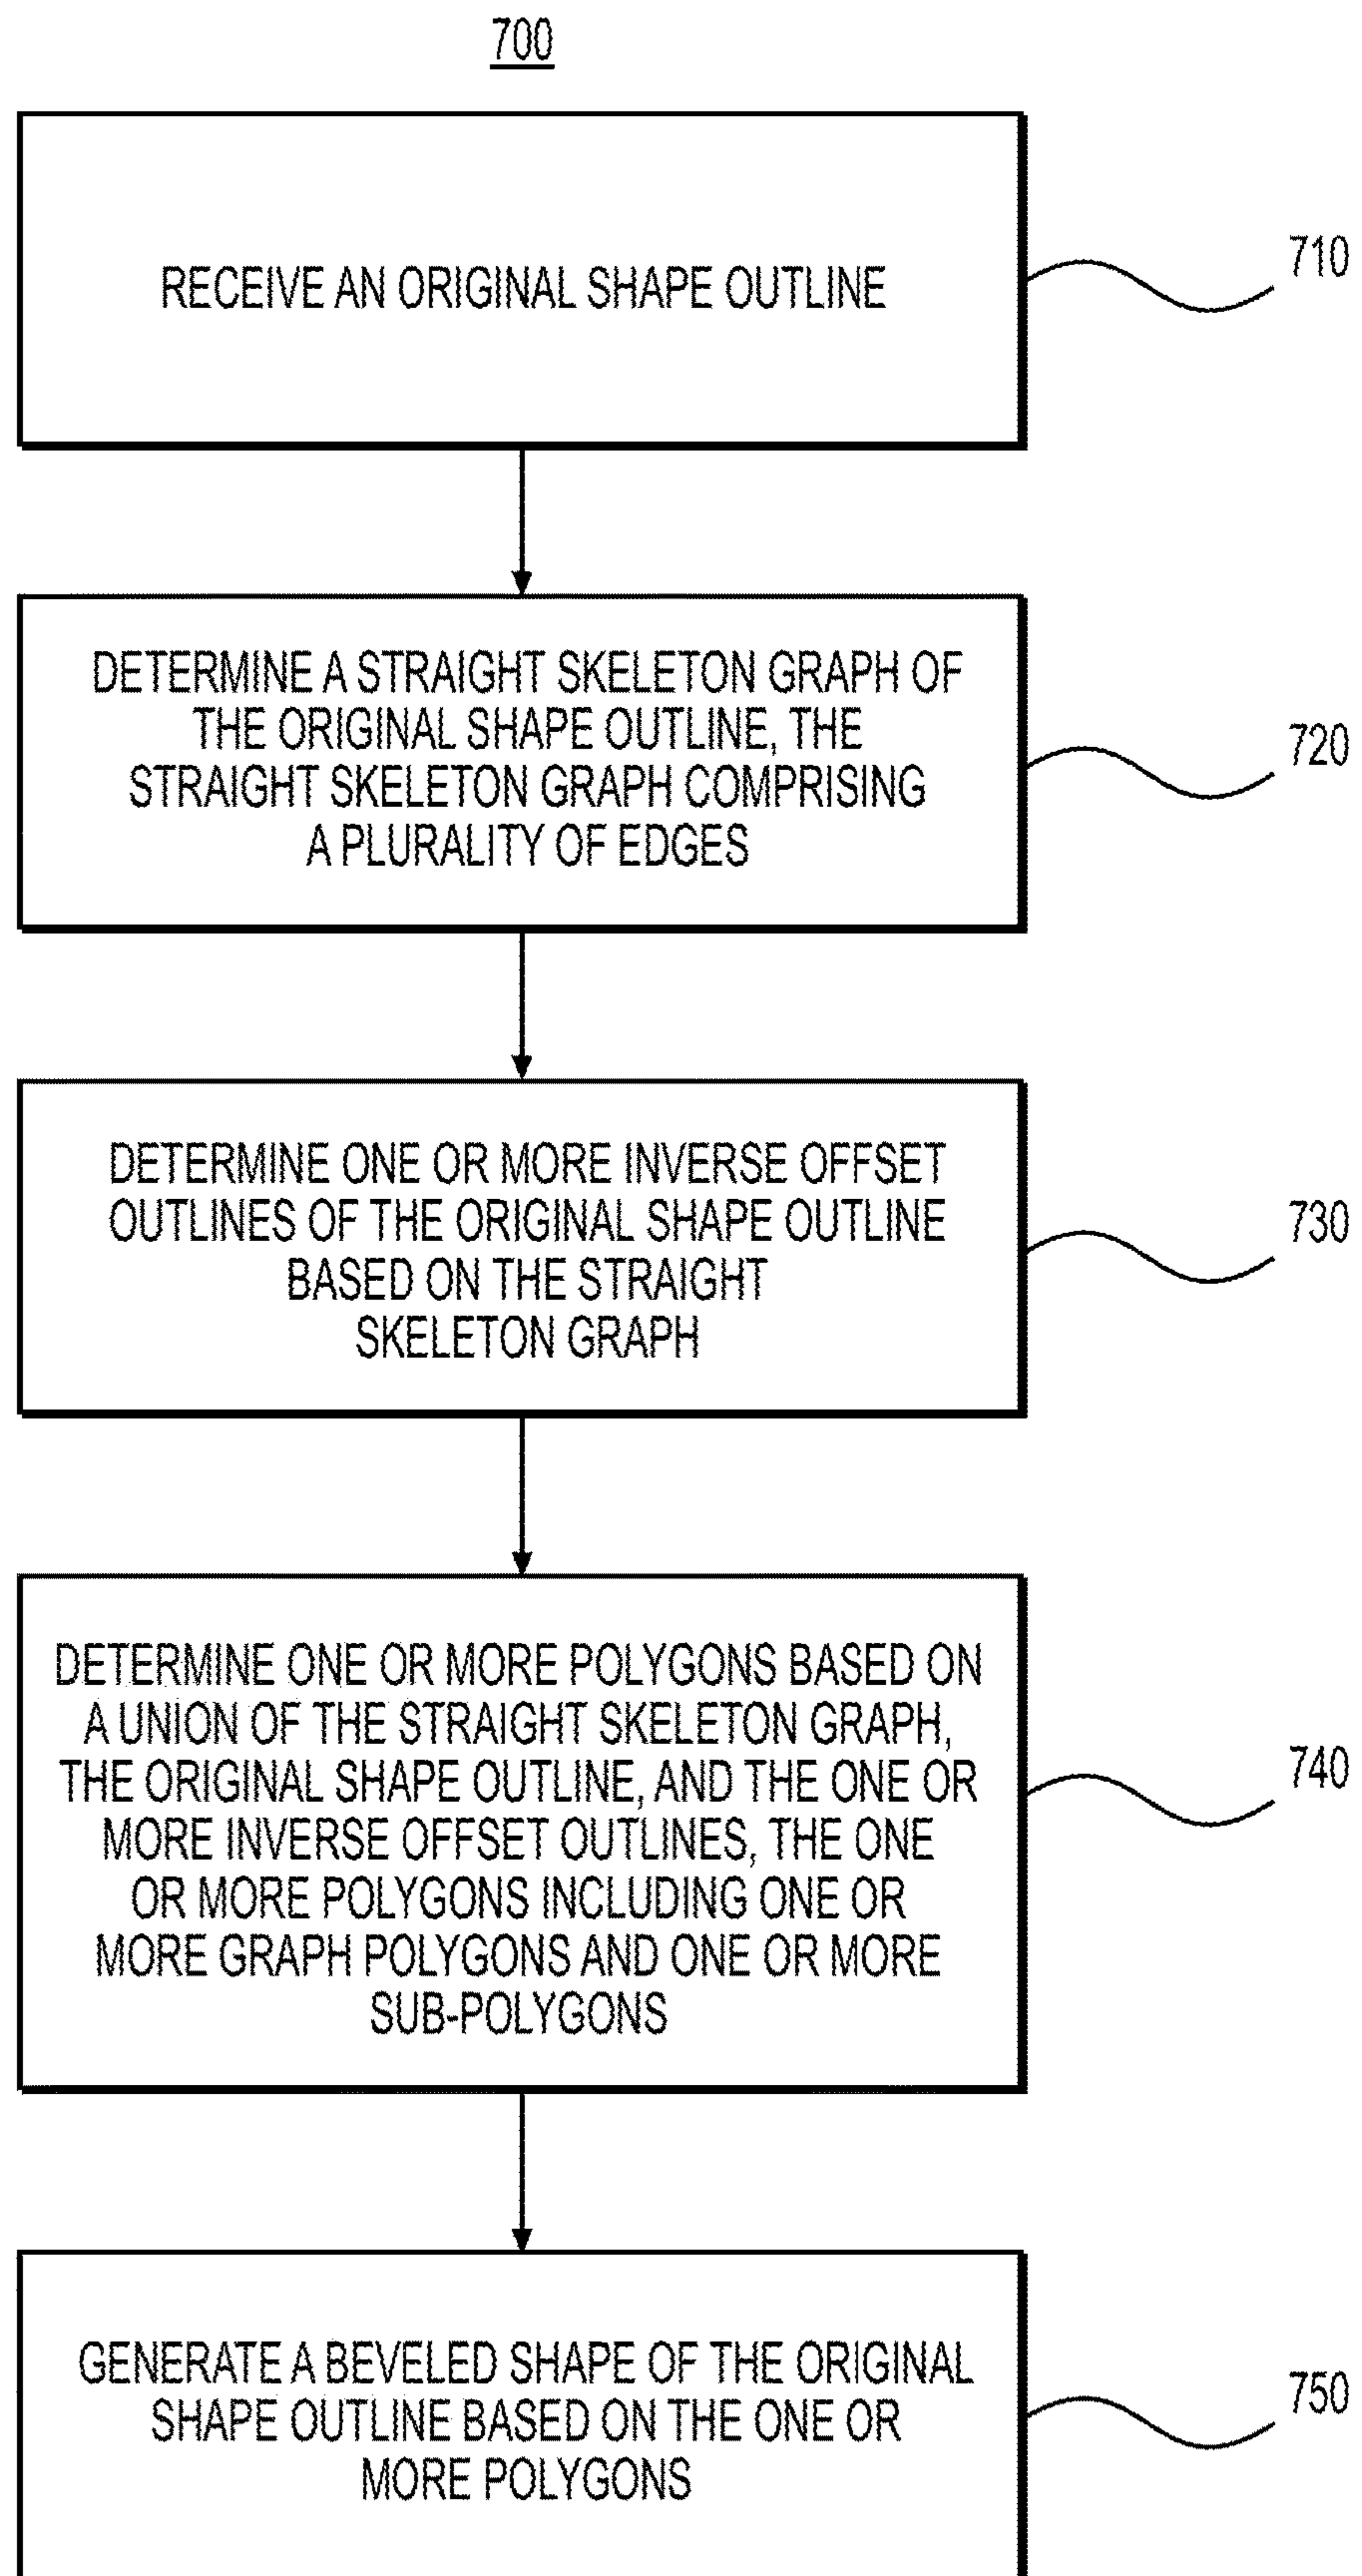 700
RECEIVE AN ORIGINAL SHAPE OUTLINE
710
DETERMINE A STRAIGHT SKELETON GRAPH OF
THE ORIGINAL SHAPE OUTLINE, THE
STRAIGHT SKELETON GRAPH COMPRISING
A PLURALITY OF EDGES
720
DETERMINE ONE OR MORE INVERSE OFFSET
OUTLINES OF THE ORIGINAL SHAPE OUTLINE
BASED ON THE STRAIGHT
SKELETON GRAPH
730
DETERMINE ONE OR MORE POLYGONS BASED ON
A UNION OF THE STRAIGHT SKELETON GRAPH,
THE ORIGINAL SHAPE OUTLINE, AND THE ONE OR
MORE INVERSE OFFSET OUTLINES, THE ONE
OR MORE POLYGONS INCLUDING ONE OR
MORE GRAPH POLYGONS AND ONE OR MORE
SUB-POLYGONS
740
GENERATE A BEVELED SHAPE OF THE ORIGINAL
SHAPE OUTLINE BASED ON THE ONE OR
MORE POLYGONS
750